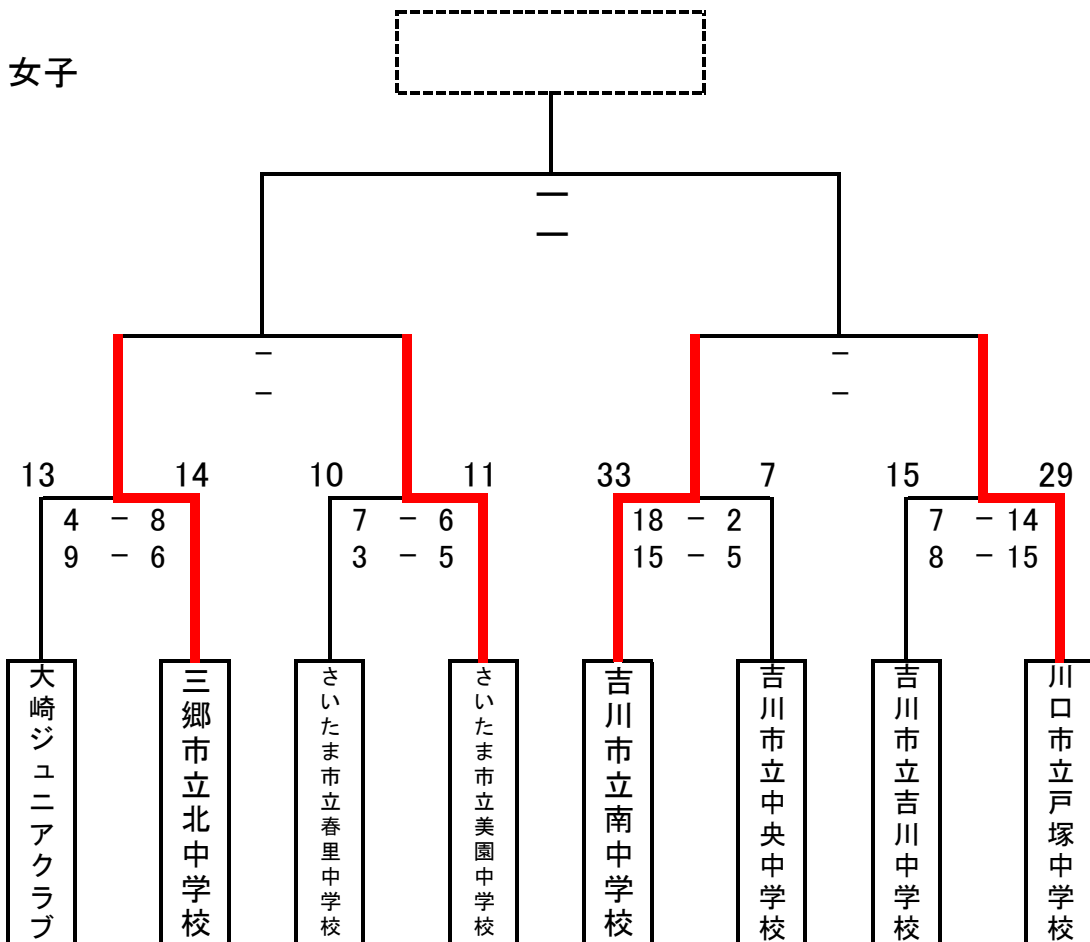 女子
—
—
－
－
－
－
13 14 10 11 33 7 15 29
4 － 8 7 － 6 18 － 2 7 － 14
9 － 6 3 － 5 15 － 5 8 － 15
大崎ジュニアクラブ
三郷市立北中学校
さいたま市立春里中学校
さいたま市立美園中学校
吉川市立南中学校
吉川市立中央中学校
吉川市立吉川中学校
川口市立戸塚中学校